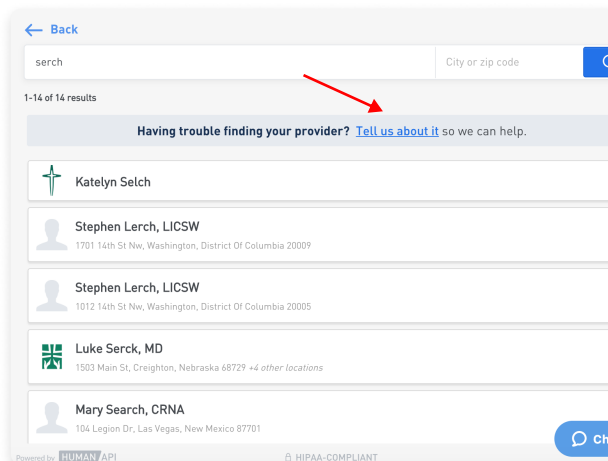 Back
serch
City or zip code
1-14 of 14 results
Having trouble finding your provider? Tell us about it so we can help.
Katelyn Selch
Stephen Lerch, LICSW
1701 14th St Nw, Washington, District Of Columbia 20009
Stephen Lerch, LICSW
1012 14th St Nw, Washington, District Of Columbia 20005
Luke Serck, MD
1503 Main St, Creighton, Nebraska 68729 +4 other locations
Mary Search, CRNA
104 Legion Dr, Las Vegas, New Mexico 87701
Ch
Powered by HUMAN API
HIPAA-COMPLIANT